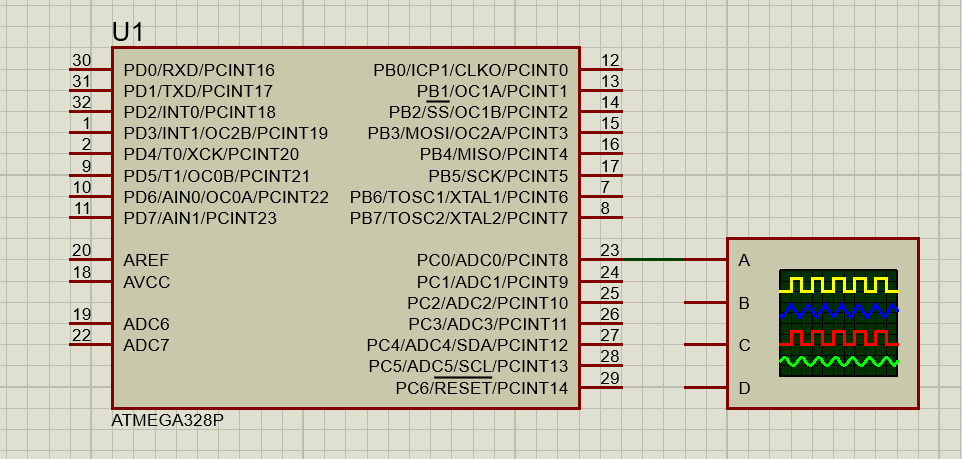 U1
30 PD0/RXD/PCINT16 PB0/ICP1/CLKO/PCINT0 12
31 PD1/TXD/PCINT17 PB1/OC1A/PCINT1 13
32 PD2/INT0/PCINT18 PB2/SS/OC1B/PCINT2 14
1 PD3/INT1/OC2B/PCINT19 PB3/MOSI/OC2A/PCINT3 15
2 PD4/T0/XCK/PCINT20 PB4/MISO/PCINT4 16
9 PD5/T1/OC0B/PCINT21 PB5/SCK/PCINT5 17
10 PD6/AIN0/OC0A/PCINT22 PB6/TOSC1/XTAL1/PCINT6 7
11 PD7/AIN1/PCINT23 PB7/TOSC2/XTAL2/PCINT7 8
20 AREF PC0/ADC0/PCINT8 23 A
18 AVCC PC1/ADC1/PCINT9 24
PC2/ADC2/PCINT10 25 B
19 ADC6 PC3/ADC3/PCINT11 26
22 ADC7 PC4/ADC4/SDA/PCINT12 27 C
PC5/ADC5/SCL/PCINT13 28
PC6/RESET/PCINT14 29 D
ATMEGA328P